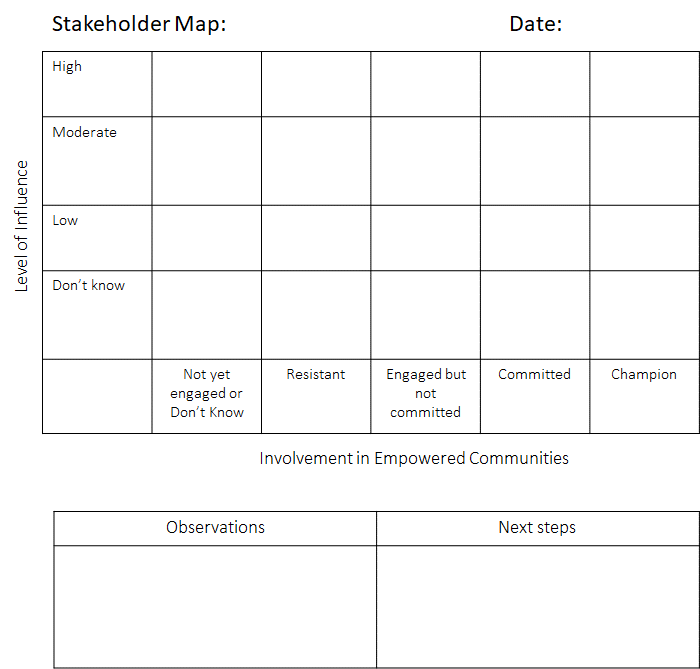 Stakeholder Map:
Date:
High
Moderate
Level of Influence
Low
Don’t know
Not yet
engaged or
Don’t Know
Resistant
Engaged but
not
committed
Committed
Champion
Involvement in Empowered Communities
Observations
Next steps